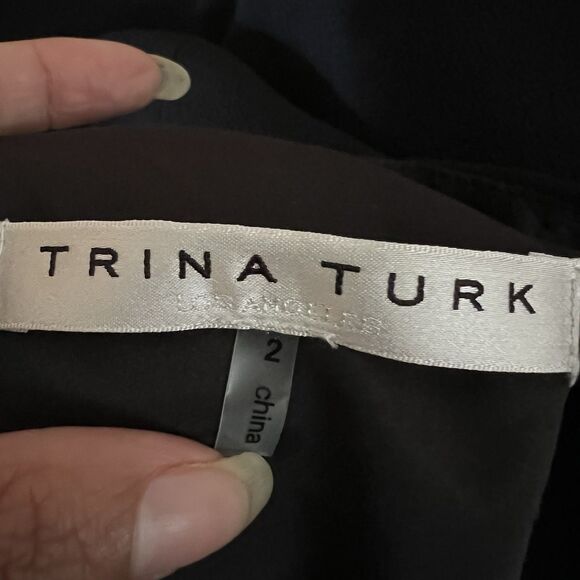 TRINA TURK
LOS ANGELES
2
china